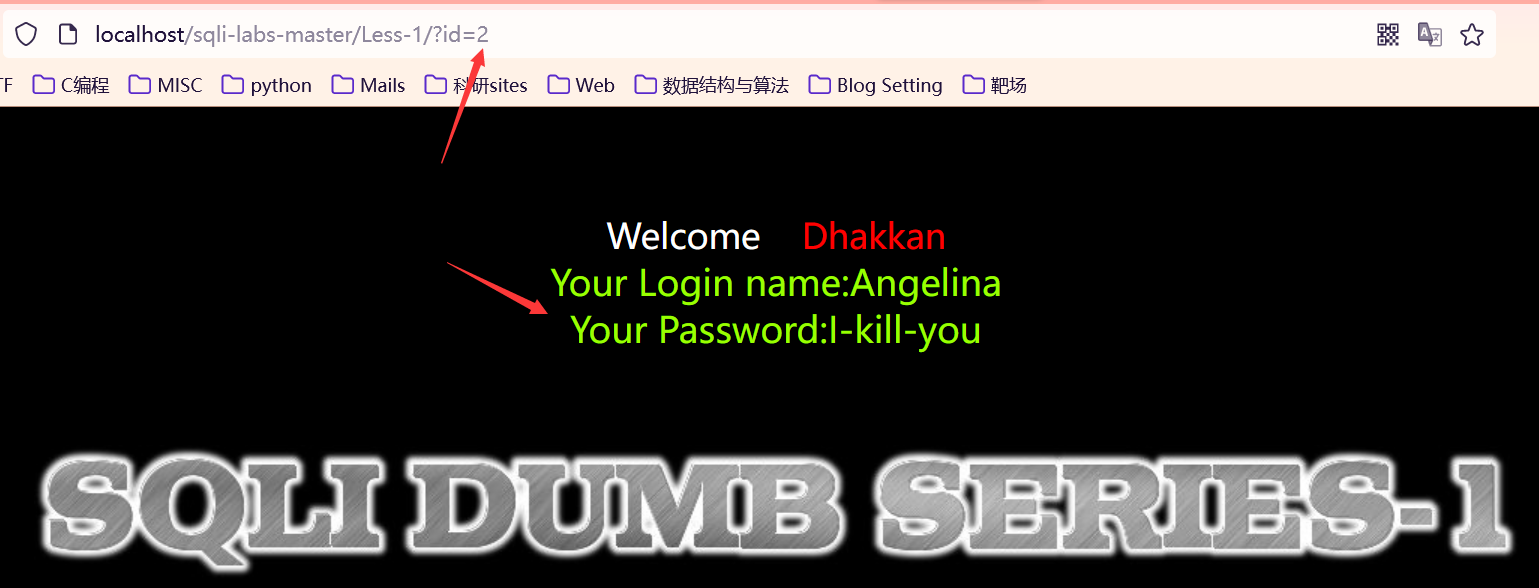 localhost/sqli-labs-master/Less-1/?id=2
TF C编程 MISC python Mails 科研sites Web 数据结构与算法 Blog Setting 靶场
Welcome Dhakkan
Your Login name:Angelina
Your Password:I-kill-you
SQLI DUMB SERIES-1